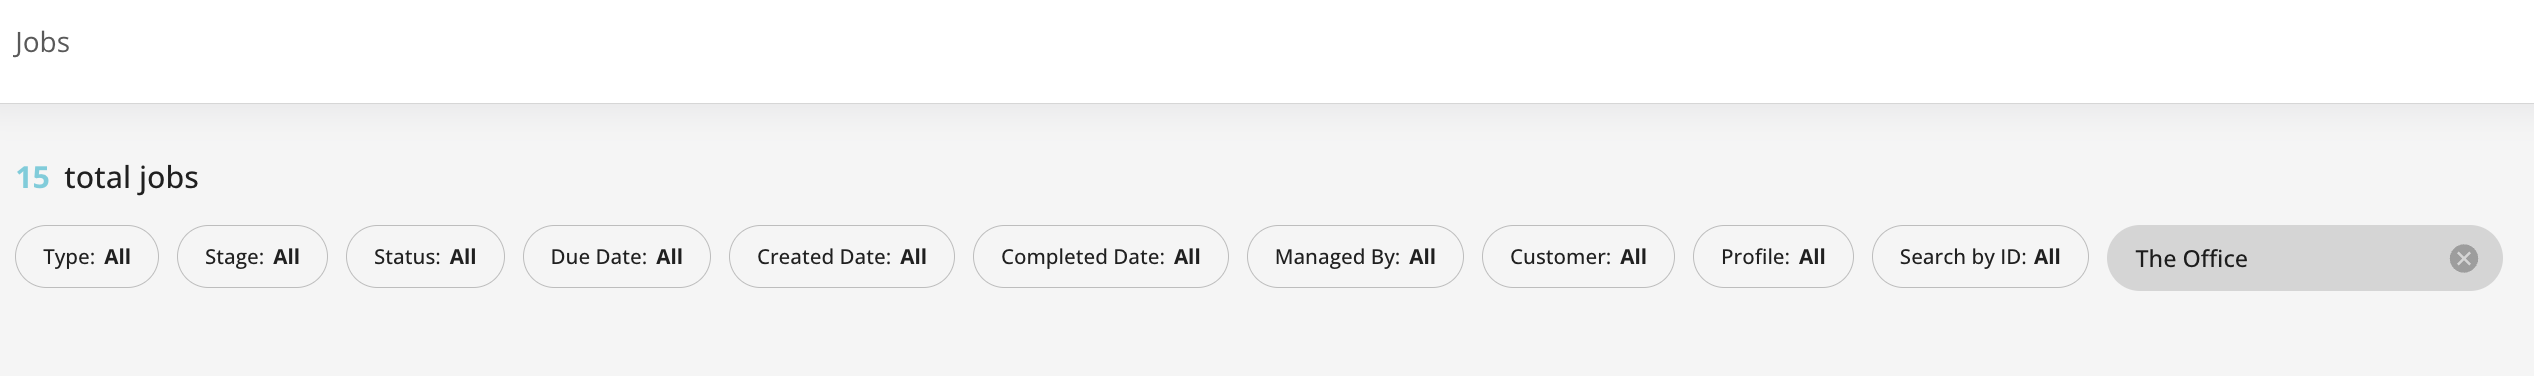 Jobs
15 total jobs
Type: All Stage: All Status: All Due Date: All Created Date: All Completed Date: All Managed By: All Customer: All Profile: All Search by ID: All The Office